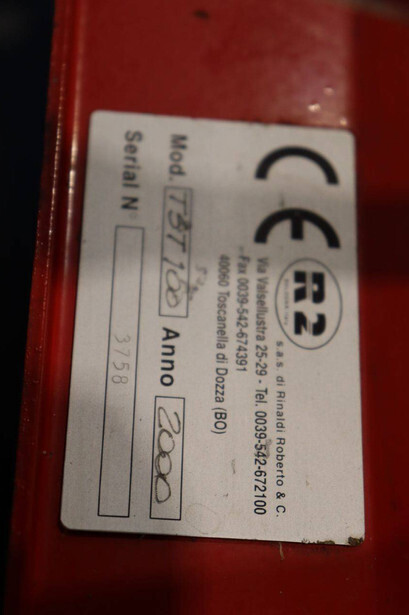 CE
R2
s.a.s. di Rinaldi Roberto & C.
Via Valsellustra 25-29 - Tel. 0039-542-672100
Fax 0039-542-674391
40060 Toscanella di Dozza (BO)
Mod. TBT 100 Anno 2000
Serial N° 3758